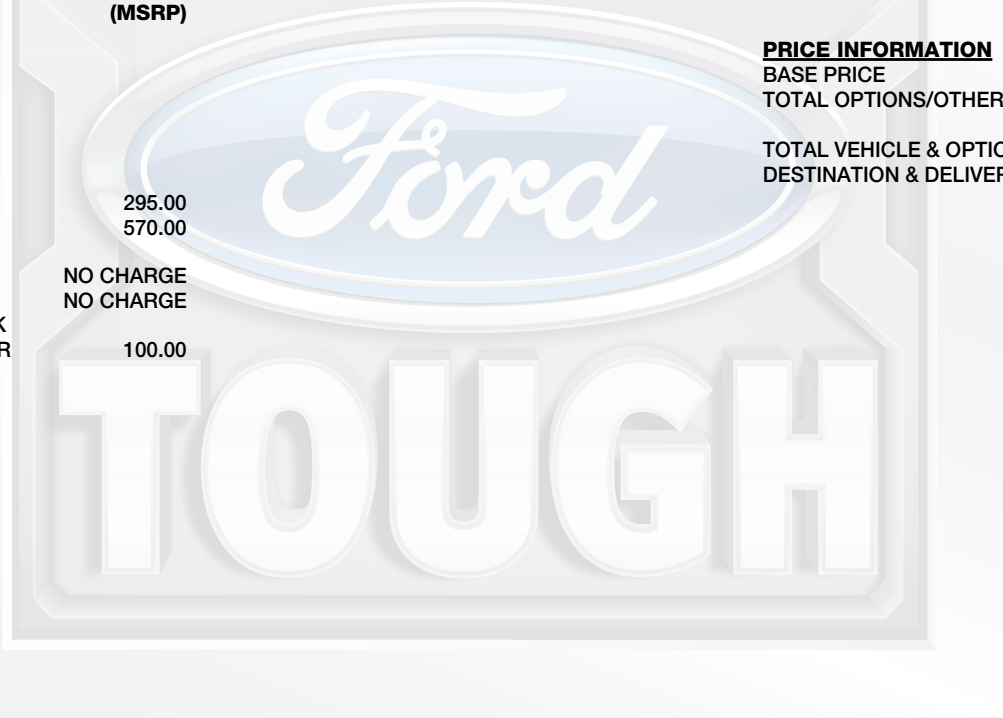 (MSRP)
295.00
570.00
NO CHARGE
NO CHARGE
K
R 100.00
PRICE INFORMATION
BASE PRICE
TOTAL OPTIONS/OTHER
TOTAL VEHICLE & OPTIO
DESTINATION & DELIVER
Ford
TOUGH